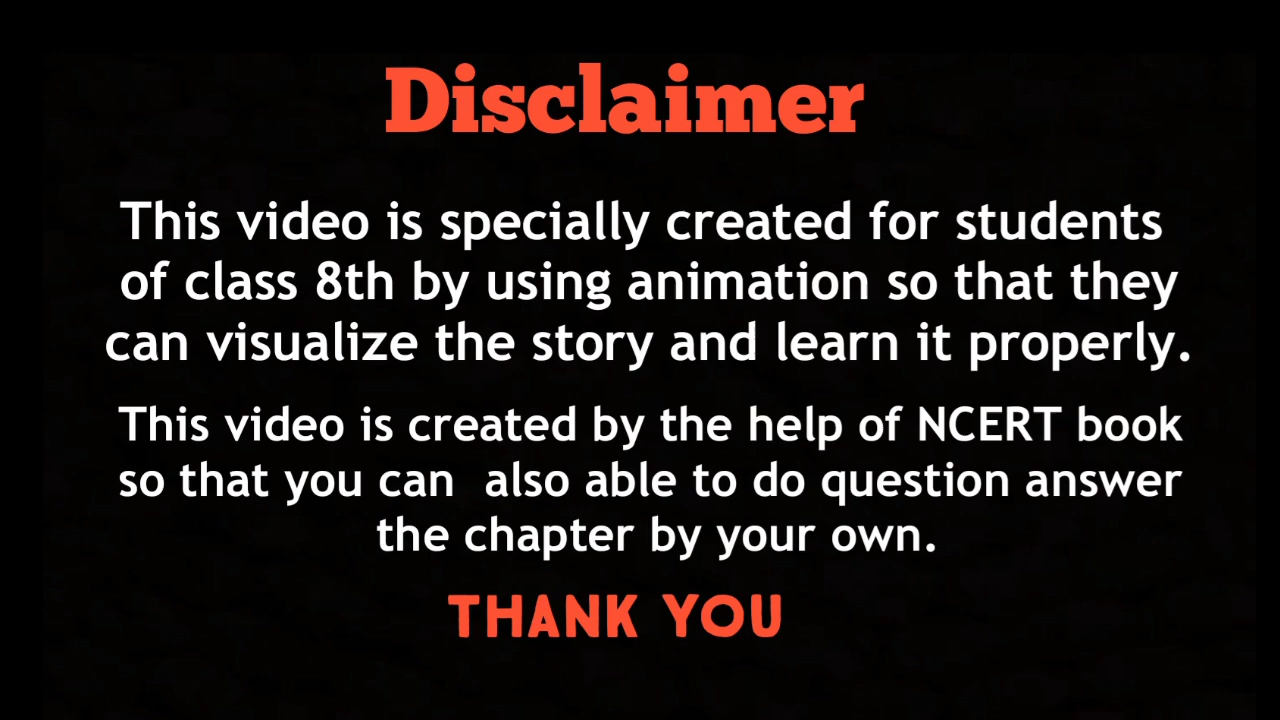 Disclaimer
This video is specially created for students
of class 8th by using animation so that they
can visualize the story and learn it properly.
This video is created by the help of NCERT book
so that you can also able to do question answer
the chapter by your own.
THANK YOU